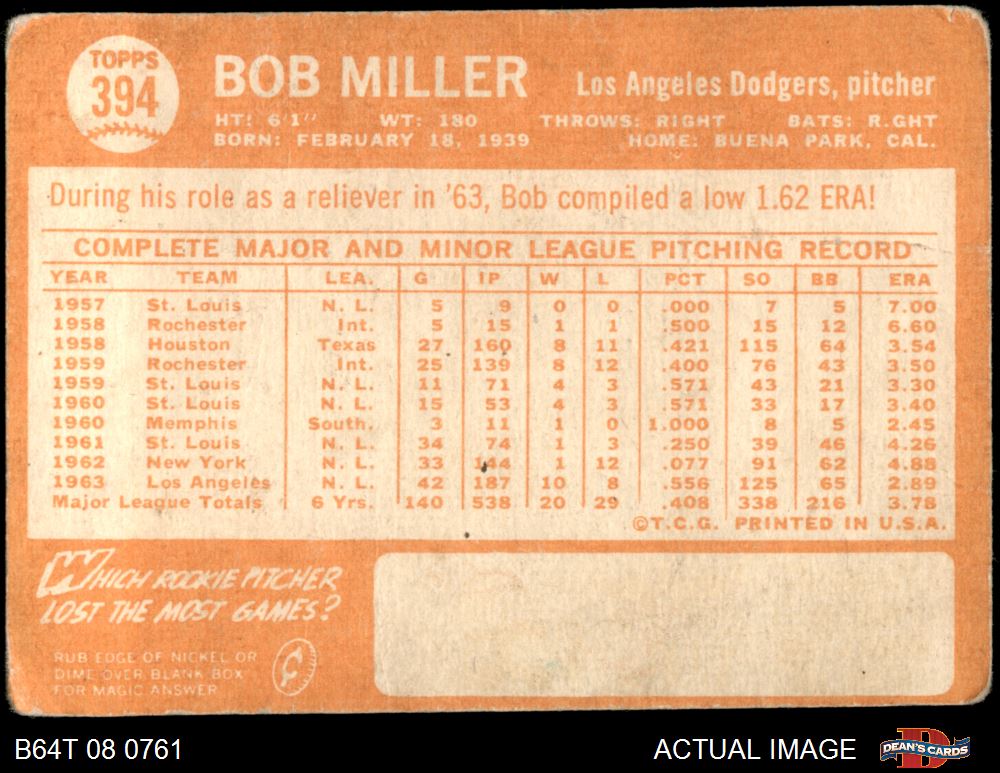 TOPPS
394
BOB MILLER
Los Angeles Dodgers, pitcher
HT: 6'1" WT: 180 THROWS: RIGHT BATS: R.GHT
BORN: FEBRUARY 18, 1939 HOME: BUENA PARK, CAL.
During his role as a reliever in '63, Bob compiled a low 1.62 ERA!
COMPLETE MAJOR AND MINOR LEAGUE PITCHING RECORD
YEAR TEAM LEA. G IP W L PCT SO BB ERA
1957 St. Louis N. L. 5 9 0 0 .000 7 5 7.00
1958 Rochester Int. 5 15 1 1 .500 15 12 6.60
1958 Houston Texas 27 160 8 11 .421 115 64 3.54
1959 Rochester Int. 25 139 8 12 .400 76 43 3.50
1959 St. Louis N. L. 11 71 4 3 .571 43 21 3.30
1960 St. Louis N. L. 15 53 4 3 .571 33 17 3.40
1960 Memphis South. 3 11 1 0 1.000 8 5 2.45
1961 St. Louis N. L. 34 74 1 3 .250 39 46 4.26
1962 New York N. L. 33 144 1 12 .077 91 62 4.88
1963 Los Angeles N. L. 42 187 10 8 .556 125 65 2.89
Major League Totals 6 Yrs. 140 538 20 29 .408 338 216 3.78
©T.C.G. PRINTED IN U.S.A.
WHICH ROOKIE PITCHER
LOST THE MOST GAMES?
RUB EDGE OF NICKEL OR
DIME OVER BLANK BOX
FOR MAGIC ANSWER
B64T 08 0761
ACTUAL IMAGE
D
DEAN'S CARDS